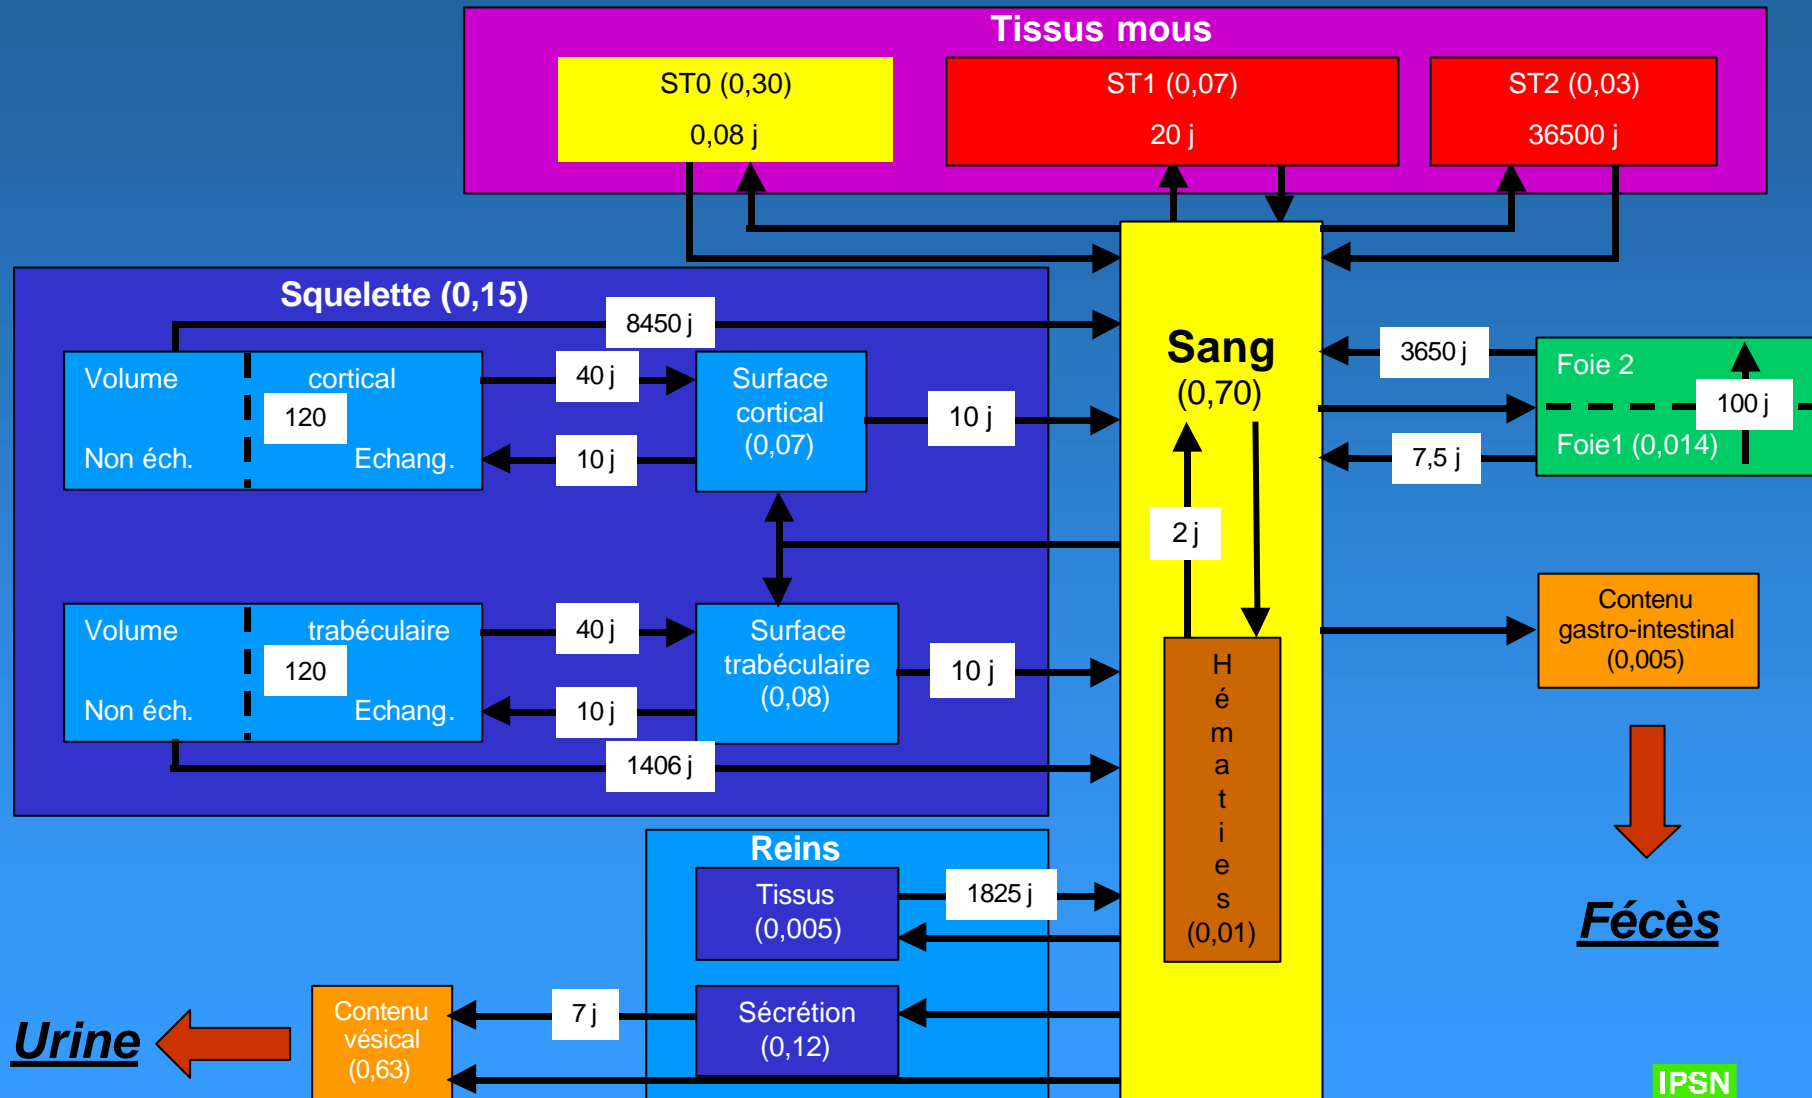 Tissus mous
ST0 (0,30)
0,08 j
ST1 (0,07)
20 j
ST2 (0,03)
36500 j
Squelette (0,15)
8450 j
Volume cortical
120
Non éch. Echang.
40 j
10 j
Surface
cortical
(0,07)
10 j
Volume trabéculaire
120
Non éch. Echang.
40 j
10 j
Surface
trabéculaire
(0,08)
10 j
1406 j
Sang
(0,70)
2 j
H
é
m
a
t
i
e
s
(0,01)
3650 j
7,5 j
Foie 2
100 j
Foie1 (0,014)
Contenu
gastro-intestinal
(0,005)
Fécès
Reins
Tissus
(0,005)
1825 j
Sécrétion
(0,12)
7 j
Contenu
vésical
(0,63)
Urine
IPSN